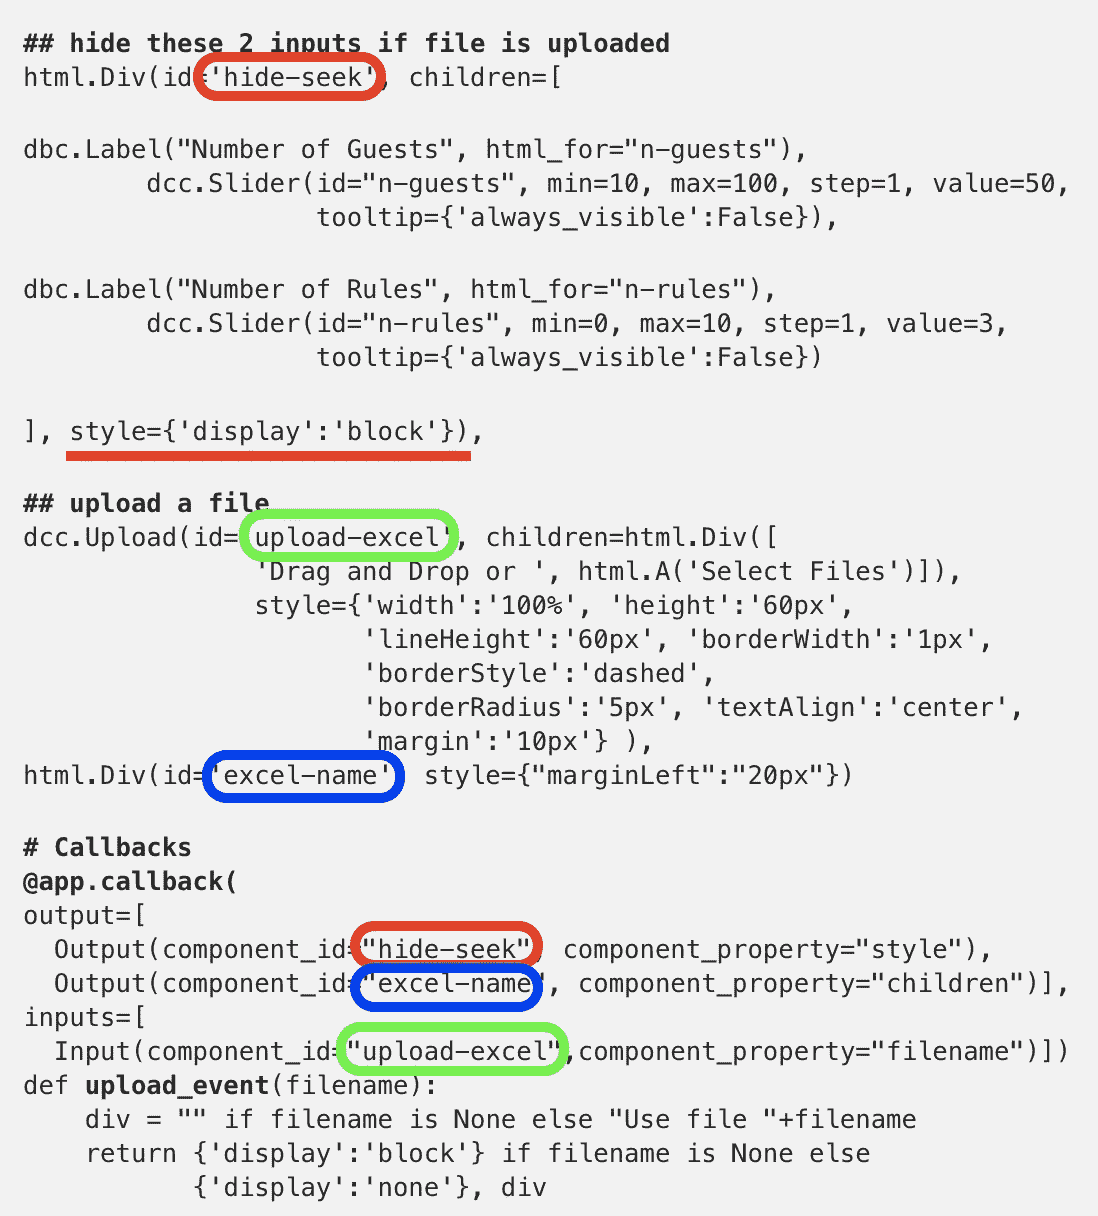 ## hide these 2 inputs if file is uploaded
html.Div(id='hide-seek', children=[
dbc.Label("Number of Guests", html_for="n-guests"),
dcc.Slider(id="n-guests", min=10, max=100, step=1, value=50,
tooltip={'always_visible':False}),
dbc.Label("Number of Rules", html_for="n-rules"),
dcc.Slider(id="n-rules", min=0, max=10, step=1, value=3,
tooltip={'always_visible':False})
], style={'display':'block'}),
## upload a file
dcc.Upload(id='upload-excel', children=html.Div([
'Drag and Drop or ', html.A('Select Files')]),
style={'width':'100%', 'height':'60px',
'lineHeight':'60px', 'borderWidth':'1px',
'borderStyle':'dashed',
'borderRadius':'5px', 'textAlign':'center',
'margin':'10px'} ),
html.Div(id='excel-name', style={"marginLeft":"20px"})
# Callbacks
@app.callback(
output=[
Output(component_id="hide-seek", component_property="style"),
Output(component_id="excel-name", component_property="children")],
inputs=[
Input(component_id="upload-excel",component_property="filename")])
def upload_event(filename):
div = "" if filename is None else "Use file "+filename
return {'display':'block'} if filename is None else
{'display':'none'}, div